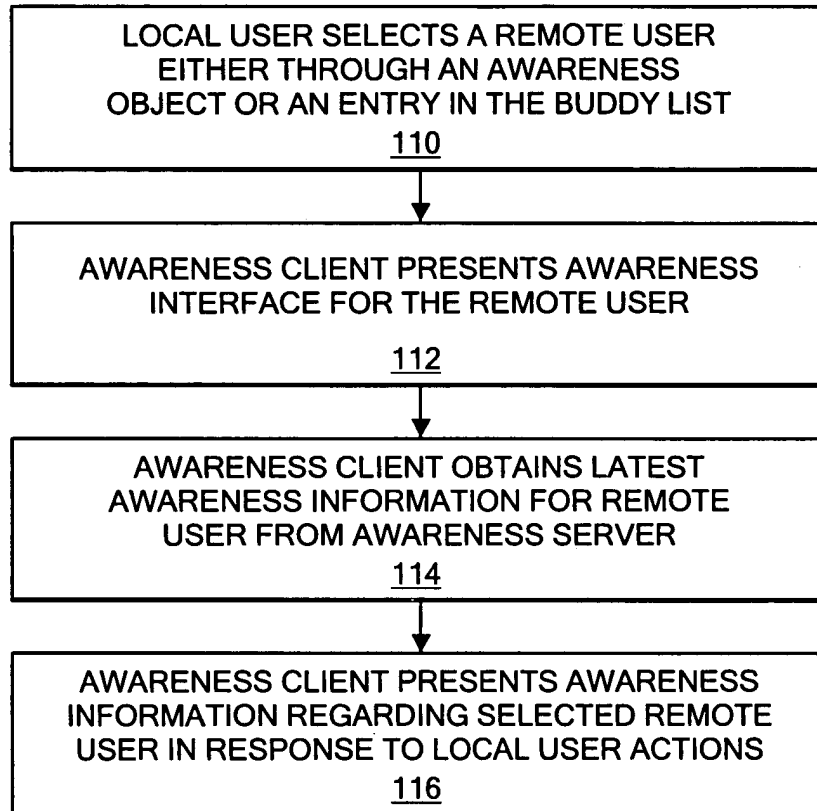 LOCAL USER SELECTS A REMOTE USER
EITHER THROUGH AN AWARENESS
OBJECT OR AN ENTRY IN THE BUDDY LIST
110
AWARENESS CLIENT PRESENTS AWARENESS
INTERFACE FOR THE REMOTE USER
112
AWARENESS CLIENT OBTAINS LATEST
AWARENESS INFORMATION FOR REMOTE
USER FROM AWARENESS SERVER
114
AWARENESS CLIENT PRESENTS AWARENESS
INFORMATION REGARDING SELECTED REMOTE
USER IN RESPONSE TO LOCAL USER ACTIONS
116